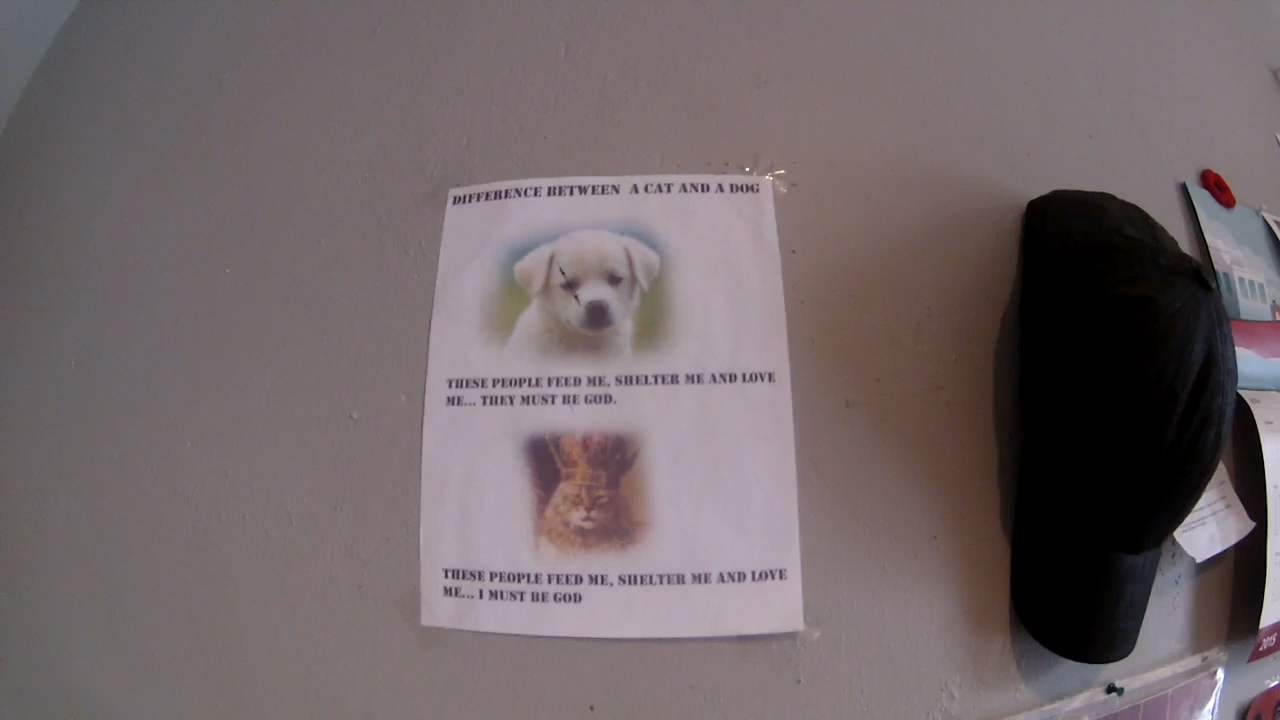 DIFFERENCE BETWEEN A CAT AND A DOG
THESE PEOPLE FEED ME, SHELTER ME AND LOVE
ME... THEY MUST BE GOD.
THESE PEOPLE FEED ME, SHELTER ME AND LOVE
ME... I MUST BE GOD
2015